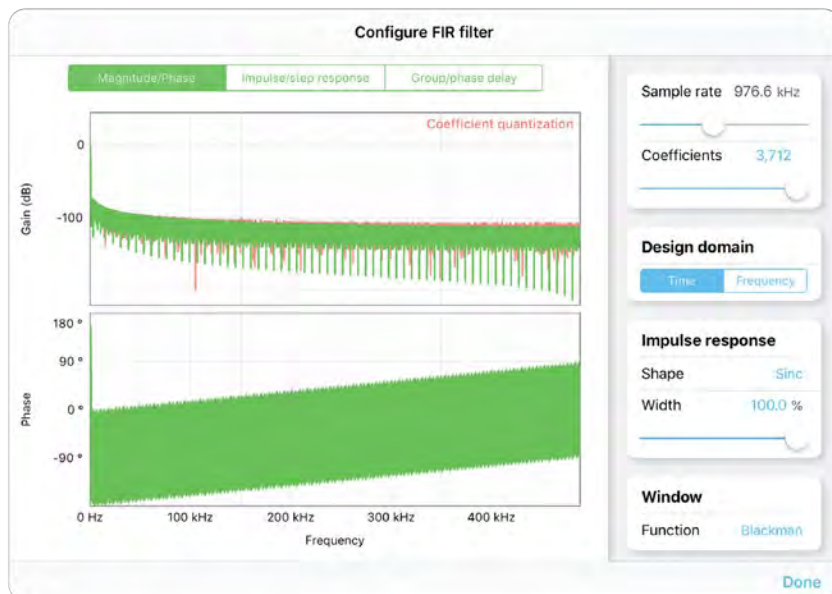 Configure FIR filter
Magnitude/Phase
Impulse/step response
Group/phase delay
Coefficient quantization
Gain (dB)
0
-100
Phase
180 °
90 °
0 °
-90 °
0 Hz
100 kHz
200 kHz
300 kHz
400 kHz
Frequency
Sample rate 976.6 kHz
Coefficients 3,712
Design domain
Time
Frequency
Impulse response
Shape Sinc
Width 100.0 %
Window
Function Blackman
Done